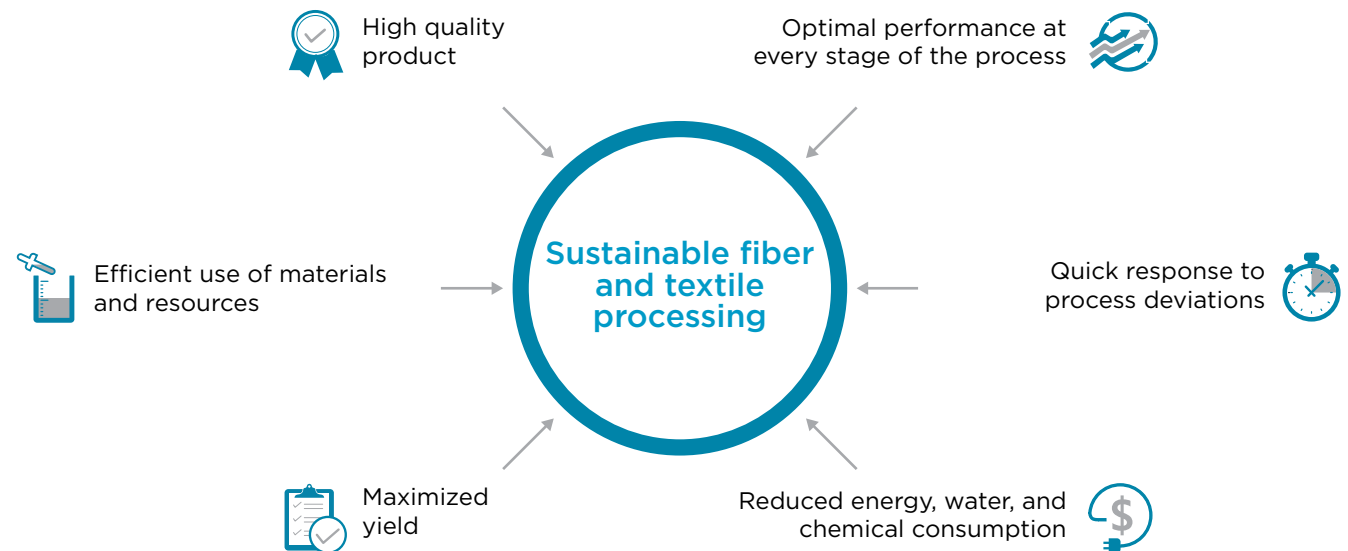 High quality
product
Optimal performance at
every stage of the process
Efficient use of materials
and resources
Sustainable fiber
and textile
processing
Quick response to
process deviations
Maximized
yield
Reduced energy, water, and
chemical consumption
$